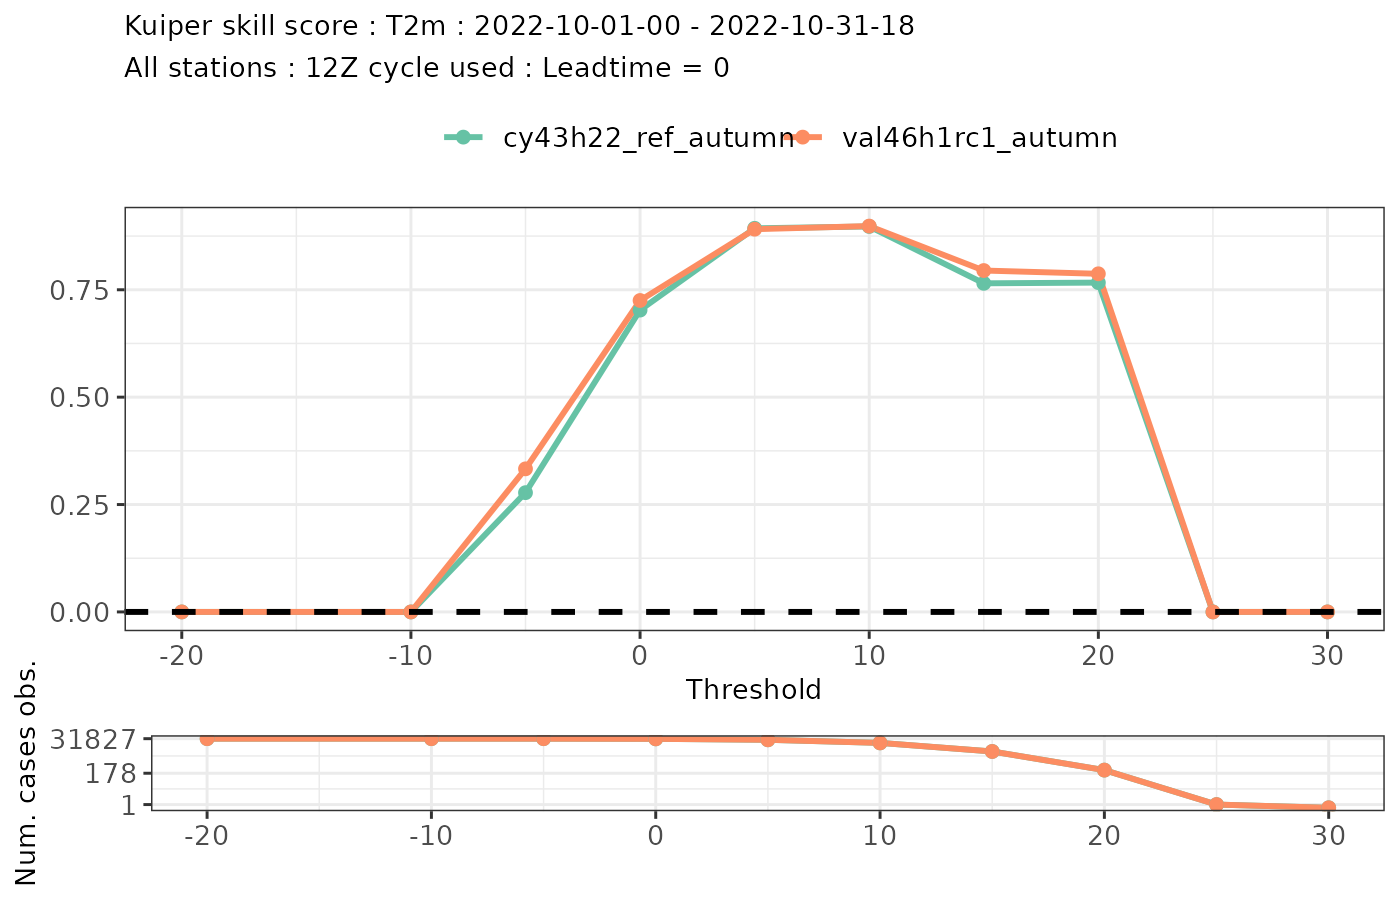 Kuiper skill score : T2m : 2022-10-01-00 - 2022-10-31-18
All stations : 12Z cycle used : Leadtime = 0
cy43h22_ref_autumn val46h1rc1_autumn
0.75
0.50
0.25
0.00
-20 -10 0 10 20 30
Threshold
Num. cases obs.
31827
178
1
-20 -10 0 10 20 30